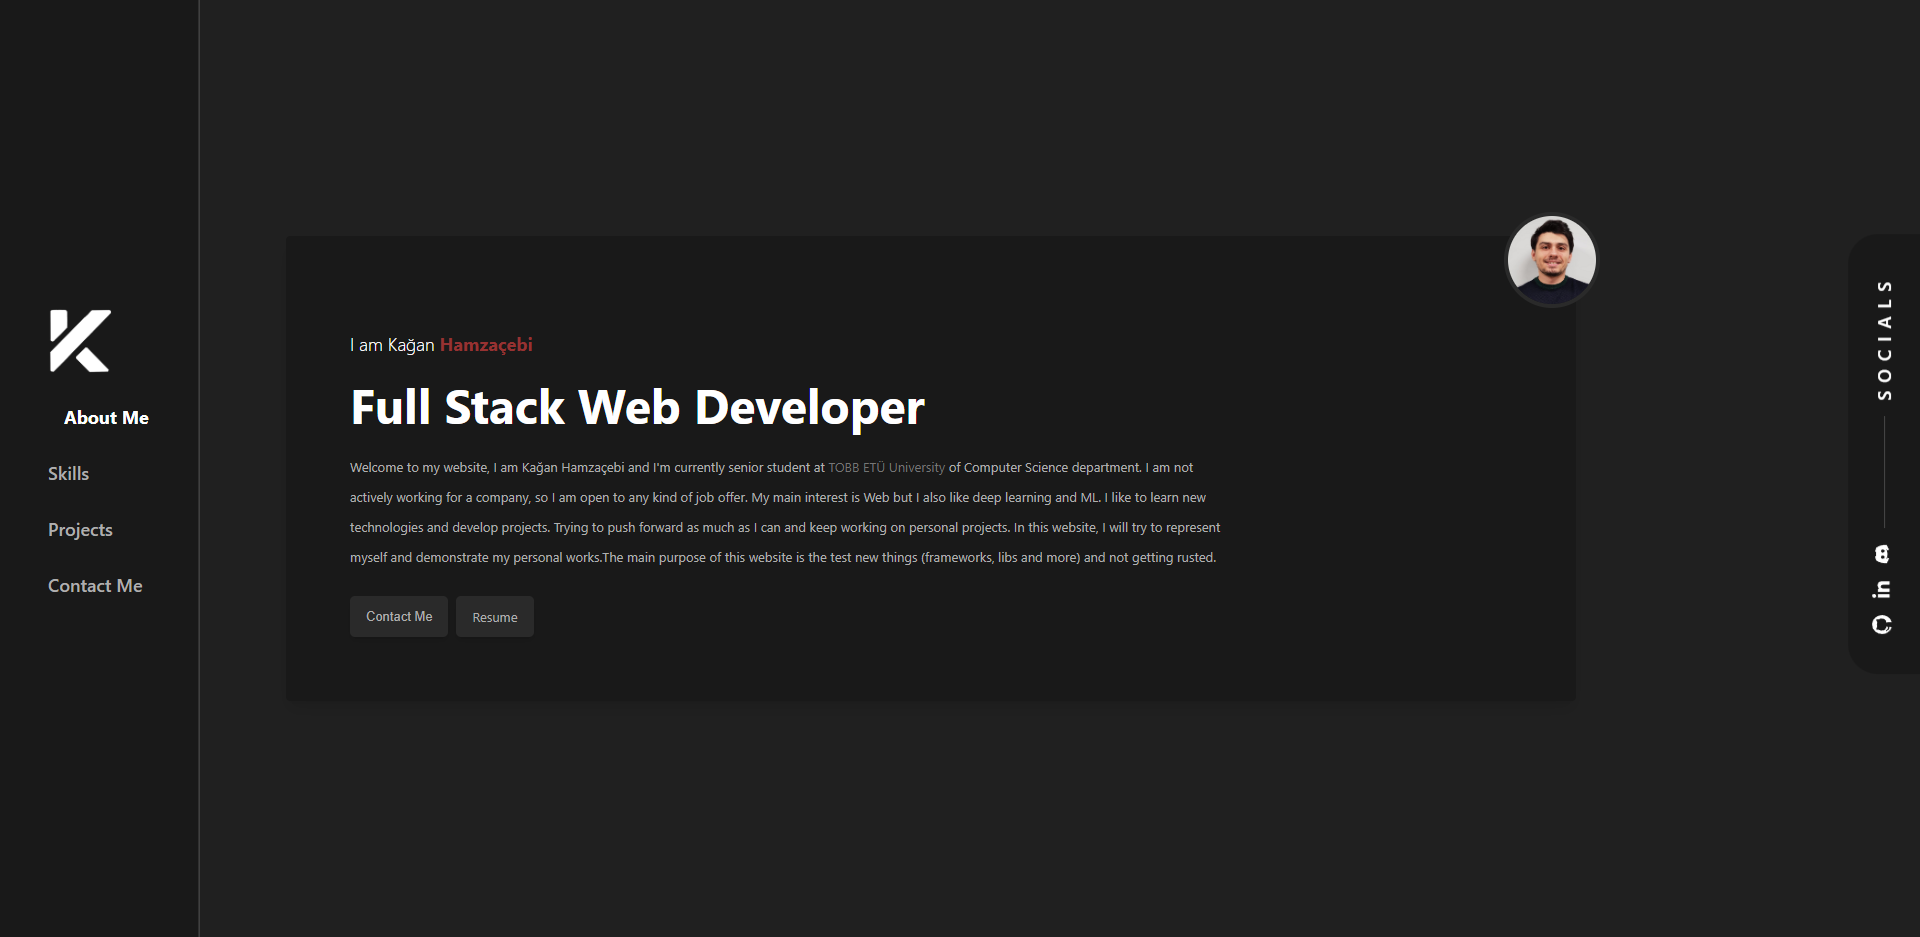 About Me
Skills
Projects
Contact Me
I am Kağan Hamzaçebi
Full Stack Web Developer
Welcome to my website, I am Kağan Hamzaçebi and I'm currently senior student at TOBB ETÜ University of Computer Science department. I am not
actively working for a company, so I am open to any kind of job offer. My main interest is Web but I also like deep learning and ML. I like to learn new
technologies and develop projects. Trying to push forward as much as I can and keep working on personal projects. In this website, I will try to represent
myself and demonstrate my personal works.The main purpose of this website is the test new things (frameworks, libs and more) and not getting rusted.
Contact Me
Resume
SOCIALS